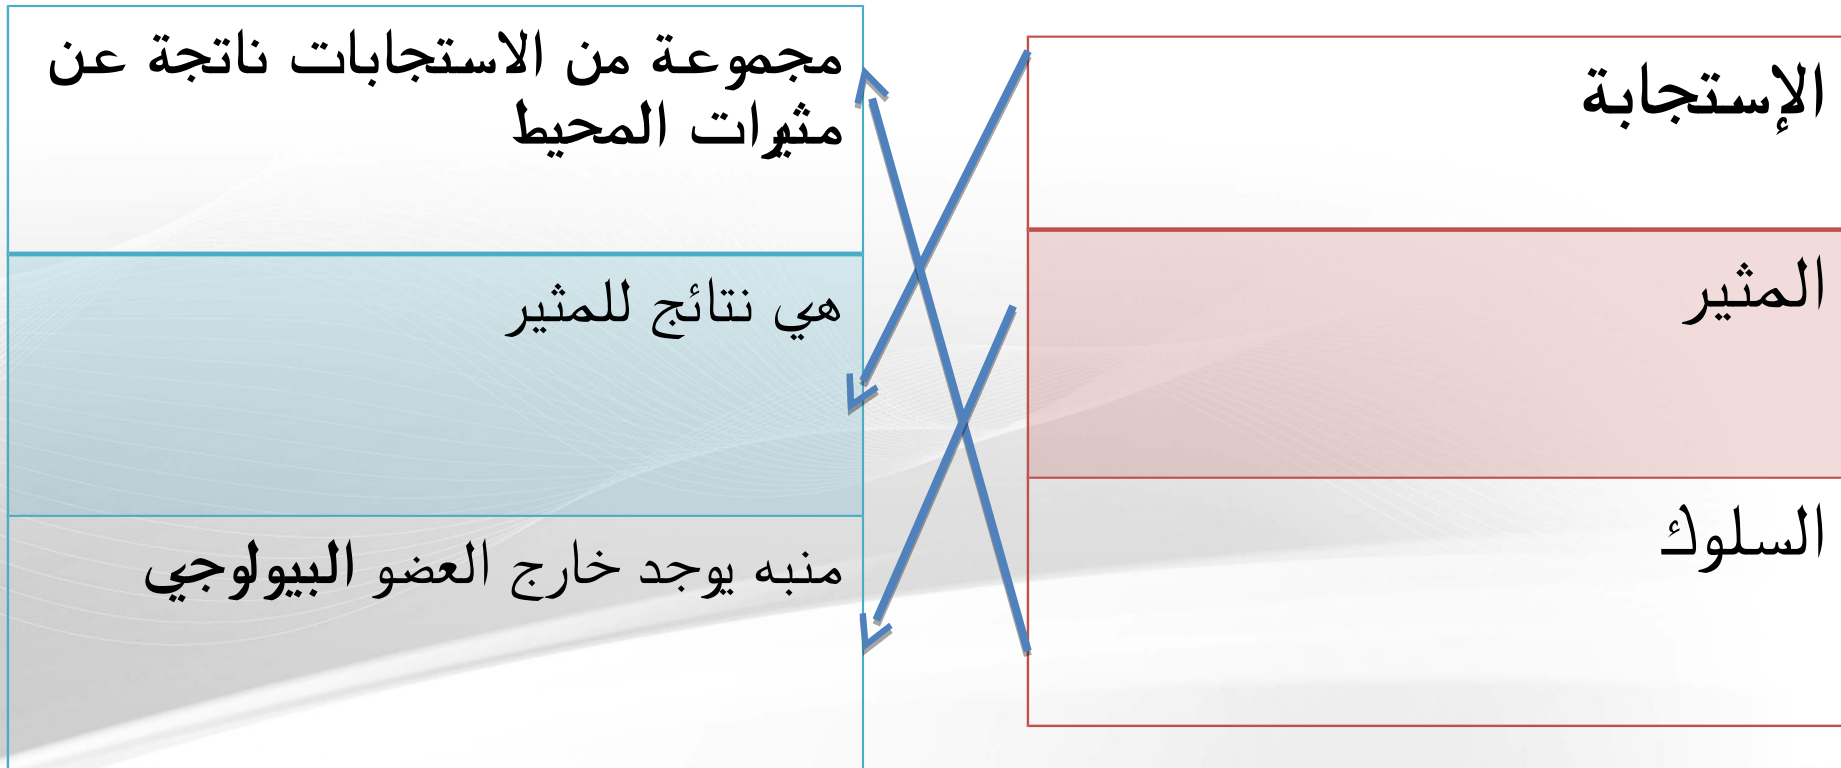 الإستجابة
المثير
السلوك
مجموعة من الاستجابات ناتجة عن
مثيرات المحيط
هي نتائج للمثير
منبه يوجد خارج العضو البيولوجي